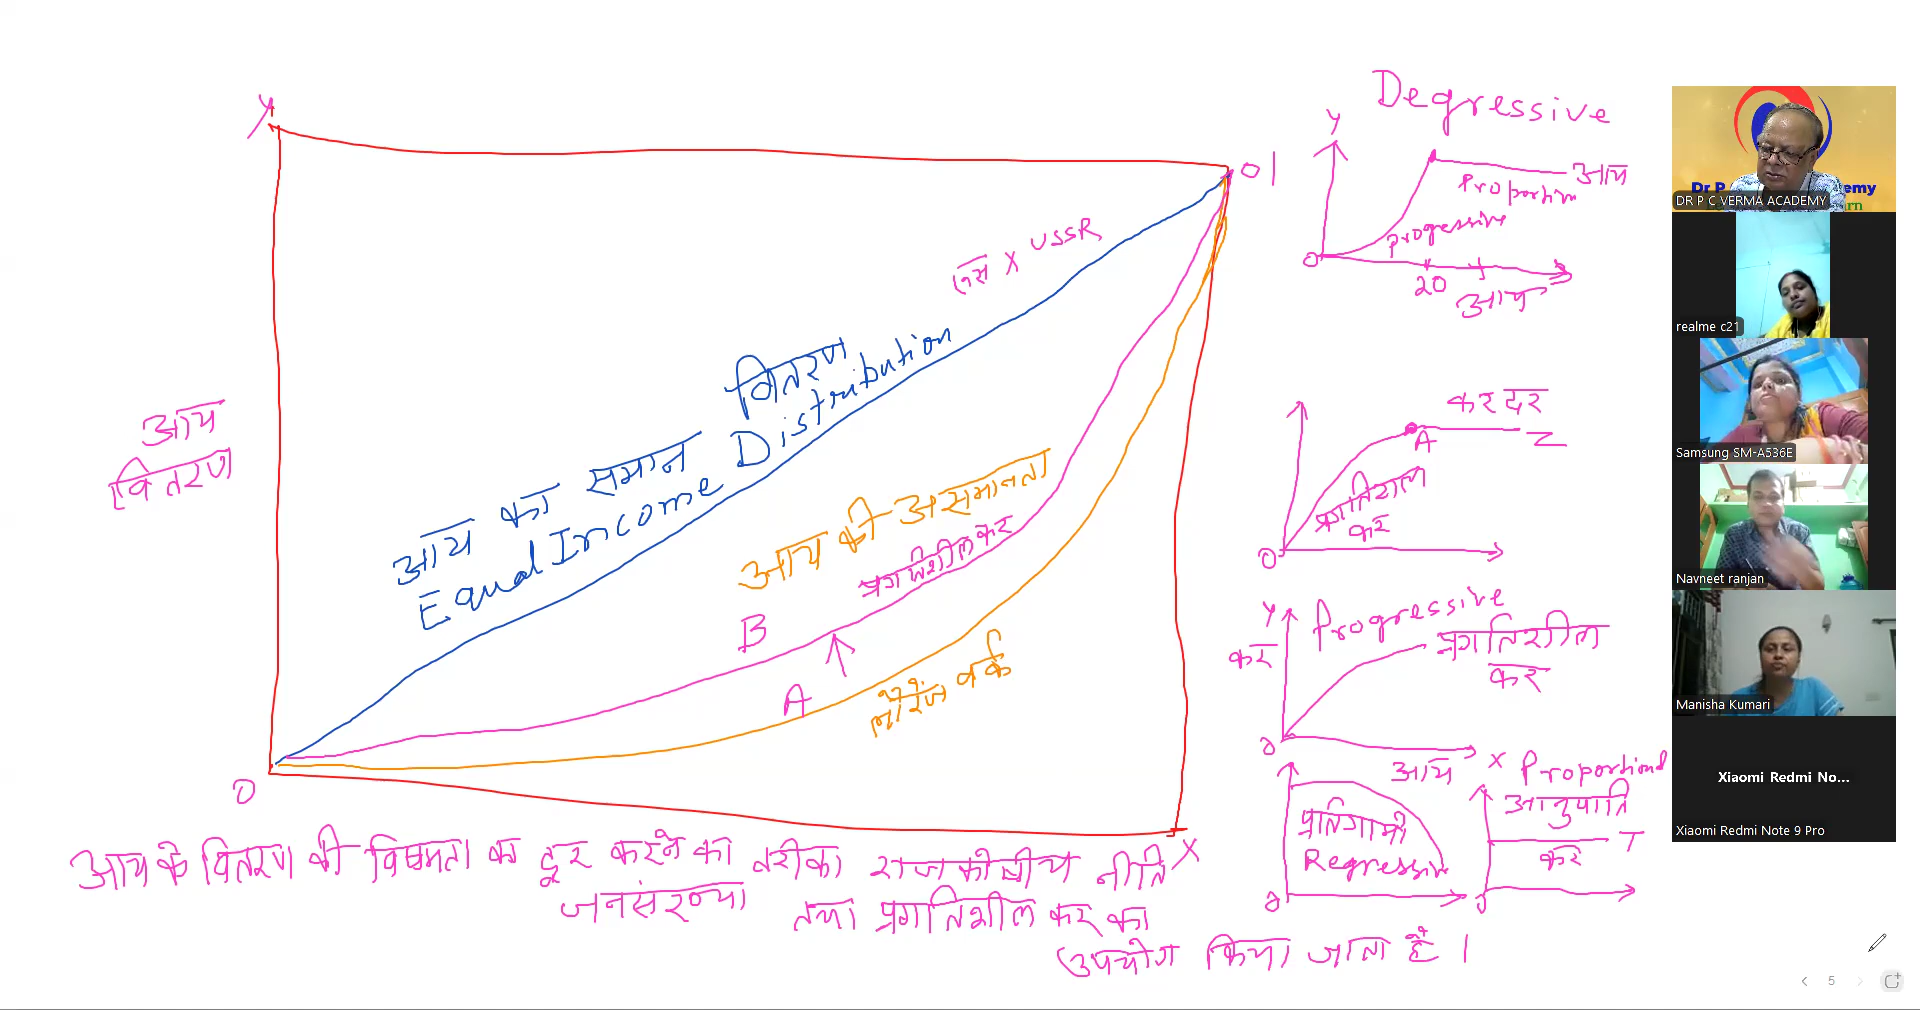 Y
01
रूस X USSR
आय का समान वितरण
Equal Income Distribution
आय
वितरण
आय की असमानता
प्रगतिशील कर
B
A
लोरेंज वर्क
O
X
आय के वितरण की विषमता का दूर करने का तरीका राजकोषीय नीति
जनसंख्या
तथा प्रगतिशील कर का
उपयोग किया जाता है ।
Degressive
Y
आय
Proportion
Progressive
O
20
आय
कर दर
A
Z
प्रगतिशील
कर
O
Y
Progressive
कर
प्रगतिशील
कर
O
आय
X
Proportional
आनुपाति
T
कर
प्रतिगामी
Regressive
DR P C VERMA ACADEMY
realme c21
Samsung SM-A536E
Navneet ranjan
Manisha Kumari
Xiaomi Redmi No...
Xiaomi Redmi Note 9 Pro
5